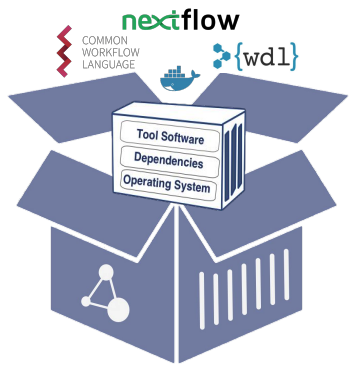 nextflow
COMMON
WORKFLOW
LANGUAGE
{wdl}
Tool Software
Dependencies
Operating System